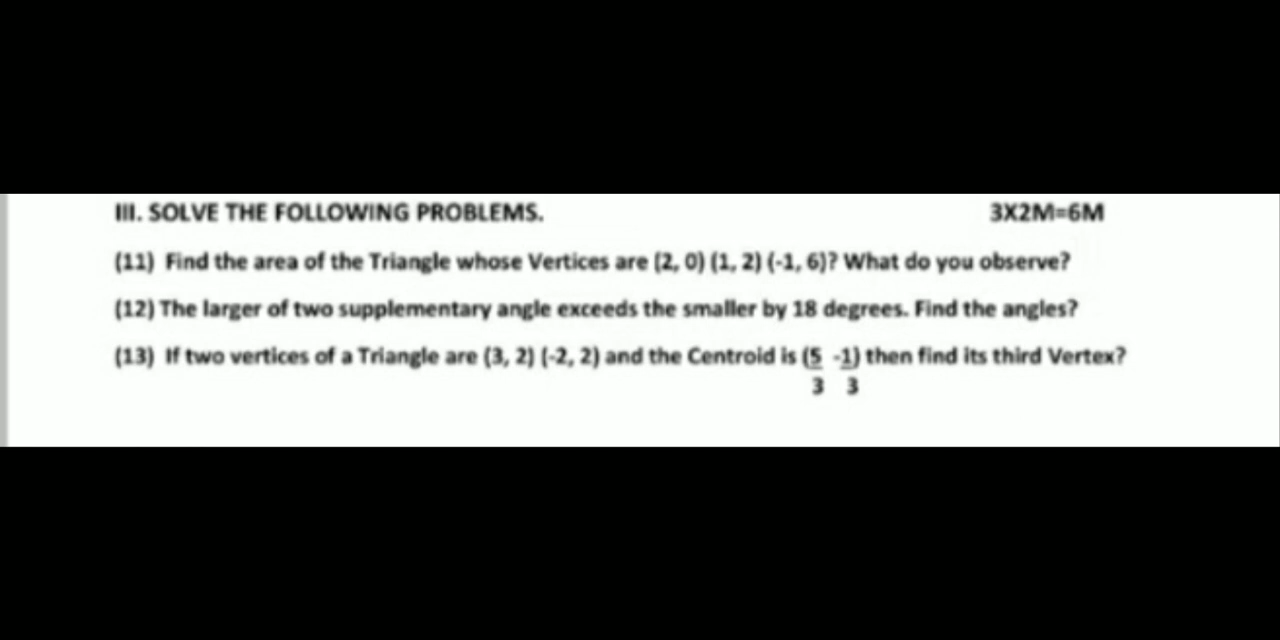 III. SOLVE THE FOLLOWING PROBLEMS. 3X2M=6M
(11) Find the area of the Triangle whose Vertices are (2, 0) (1, 2) (-1, 6)? What do you observe?
(12) The larger of two supplementary angle exceeds the smaller by 18 degrees. Find the angles?
(13) If two vertices of a Triangle are (3, 2) (-2, 2) and the Centroid is (5 -1) then find its third Vertex?
3 3